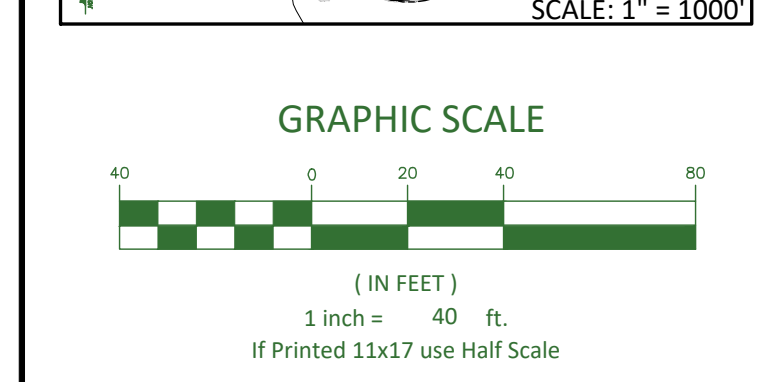 SCALE: 1" = 1000'
GRAPHIC SCALE
40 0 20 40 80
( IN FEET )
1 inch = 40 ft.
If Printed 11x17 use Half Scale